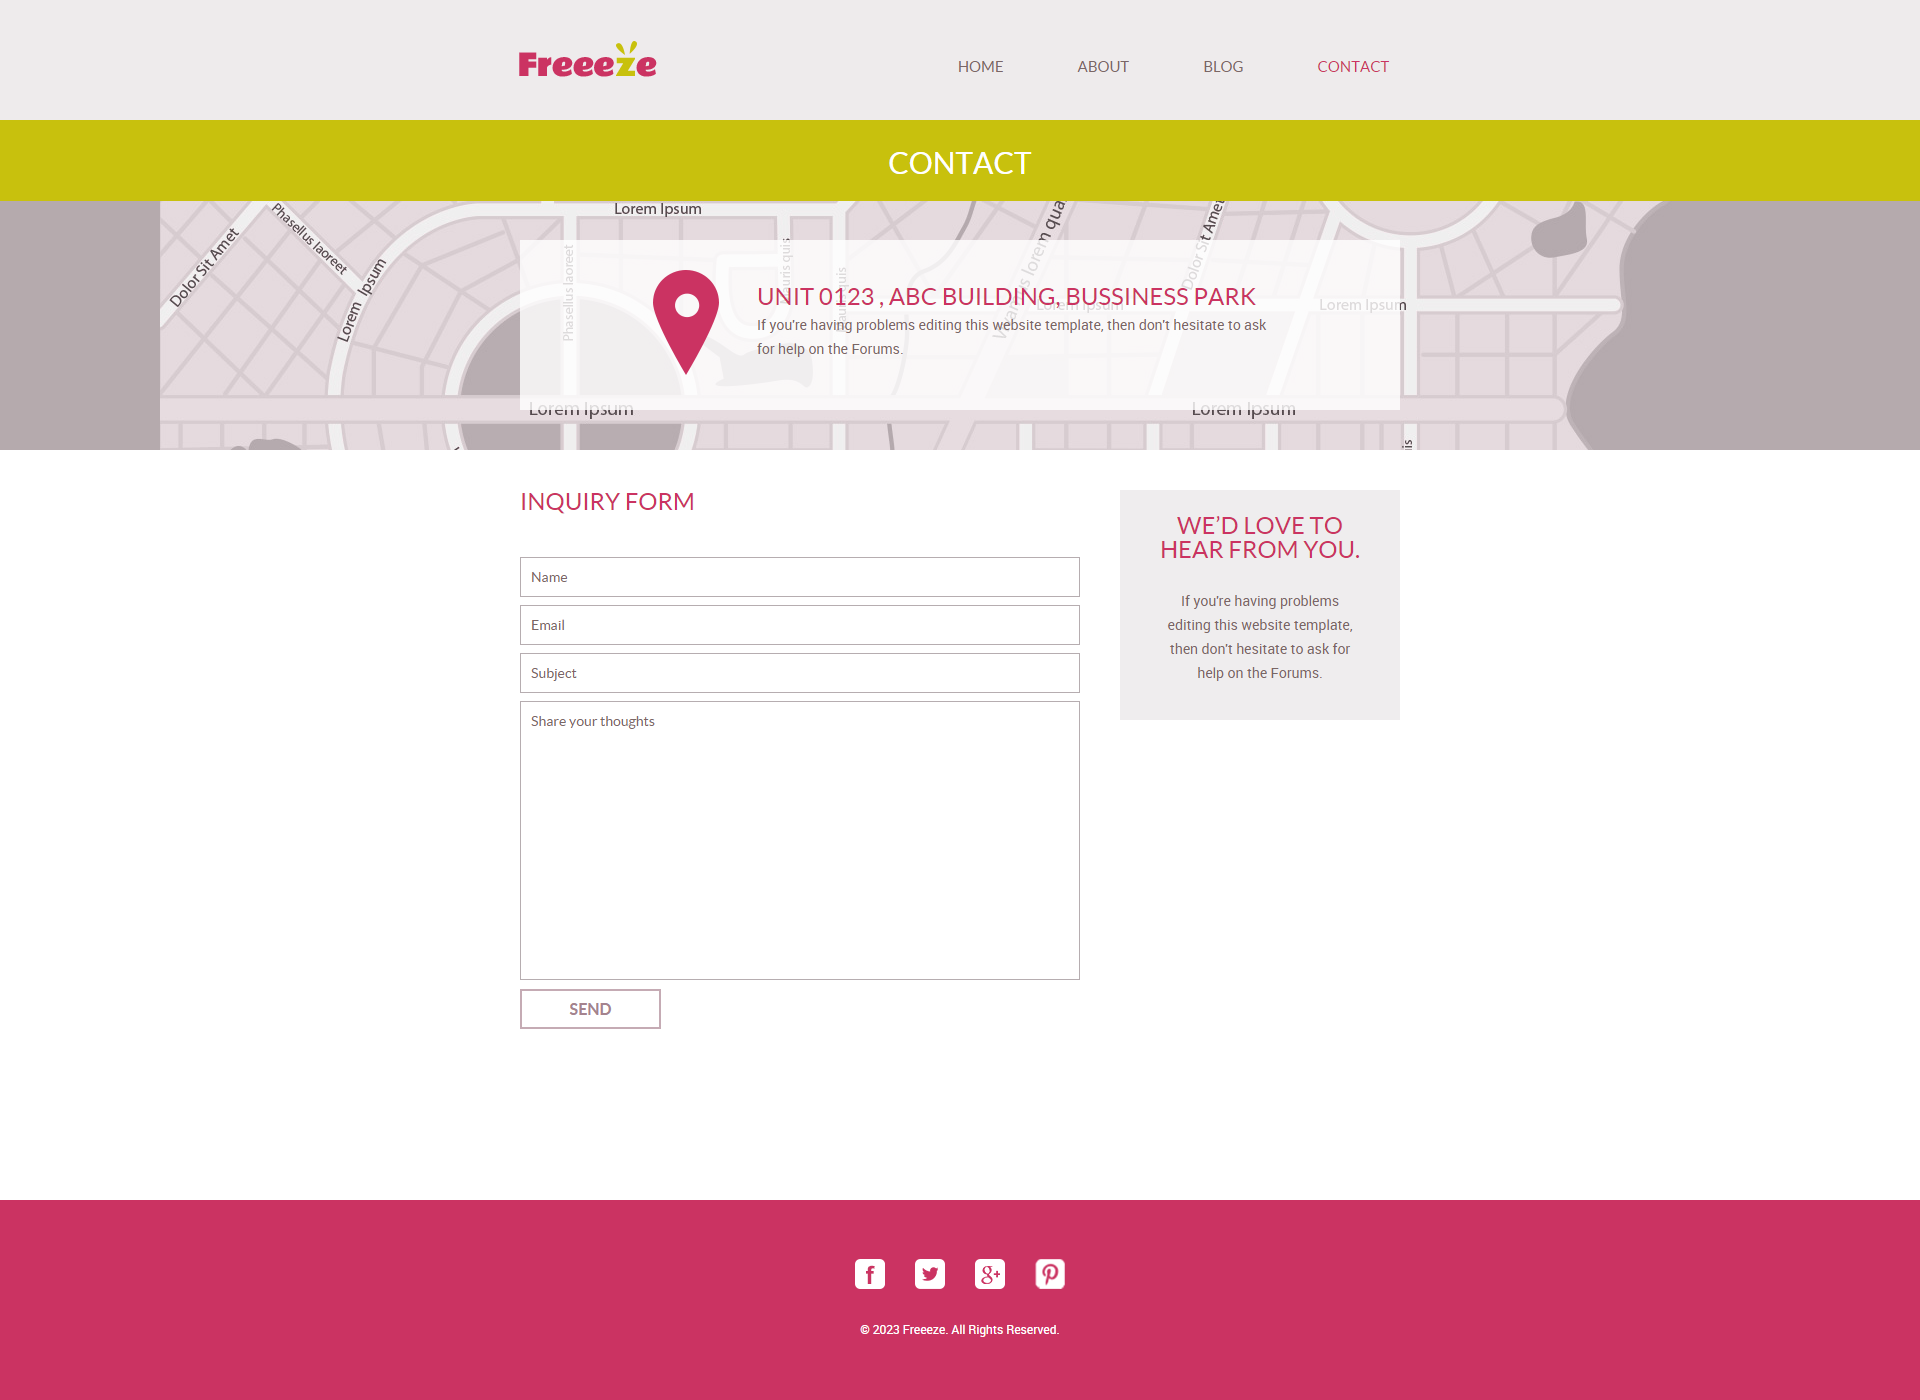 Freeeze
HOME
ABOUT
BLOG
CONTACT
CONTACT
Lorem Ipsum
Phasellus laoreet
Dolor Sit Amet
Lorem Ipsum
Phasellus laoreet
Dolor Sit Amet
Lorem Ipsum
Lorem Ipsum
UNIT 0123 , ABC BUILDING, BUSSINESS PARK
If you're having problems editing this website template, then don't hesitate to ask
for help on the Forums.
Lorem Ipsum
Lorem Ipsum
INQUIRY FORM
Name
Email
Subject
Share your thoughts
SEND
WE'D LOVE TO
HEAR FROM YOU.
If you're having problems
editing this website template,
then don't hesitate to ask for
help on the Forums.
© 2023 Freeeze. All Rights Reserved.